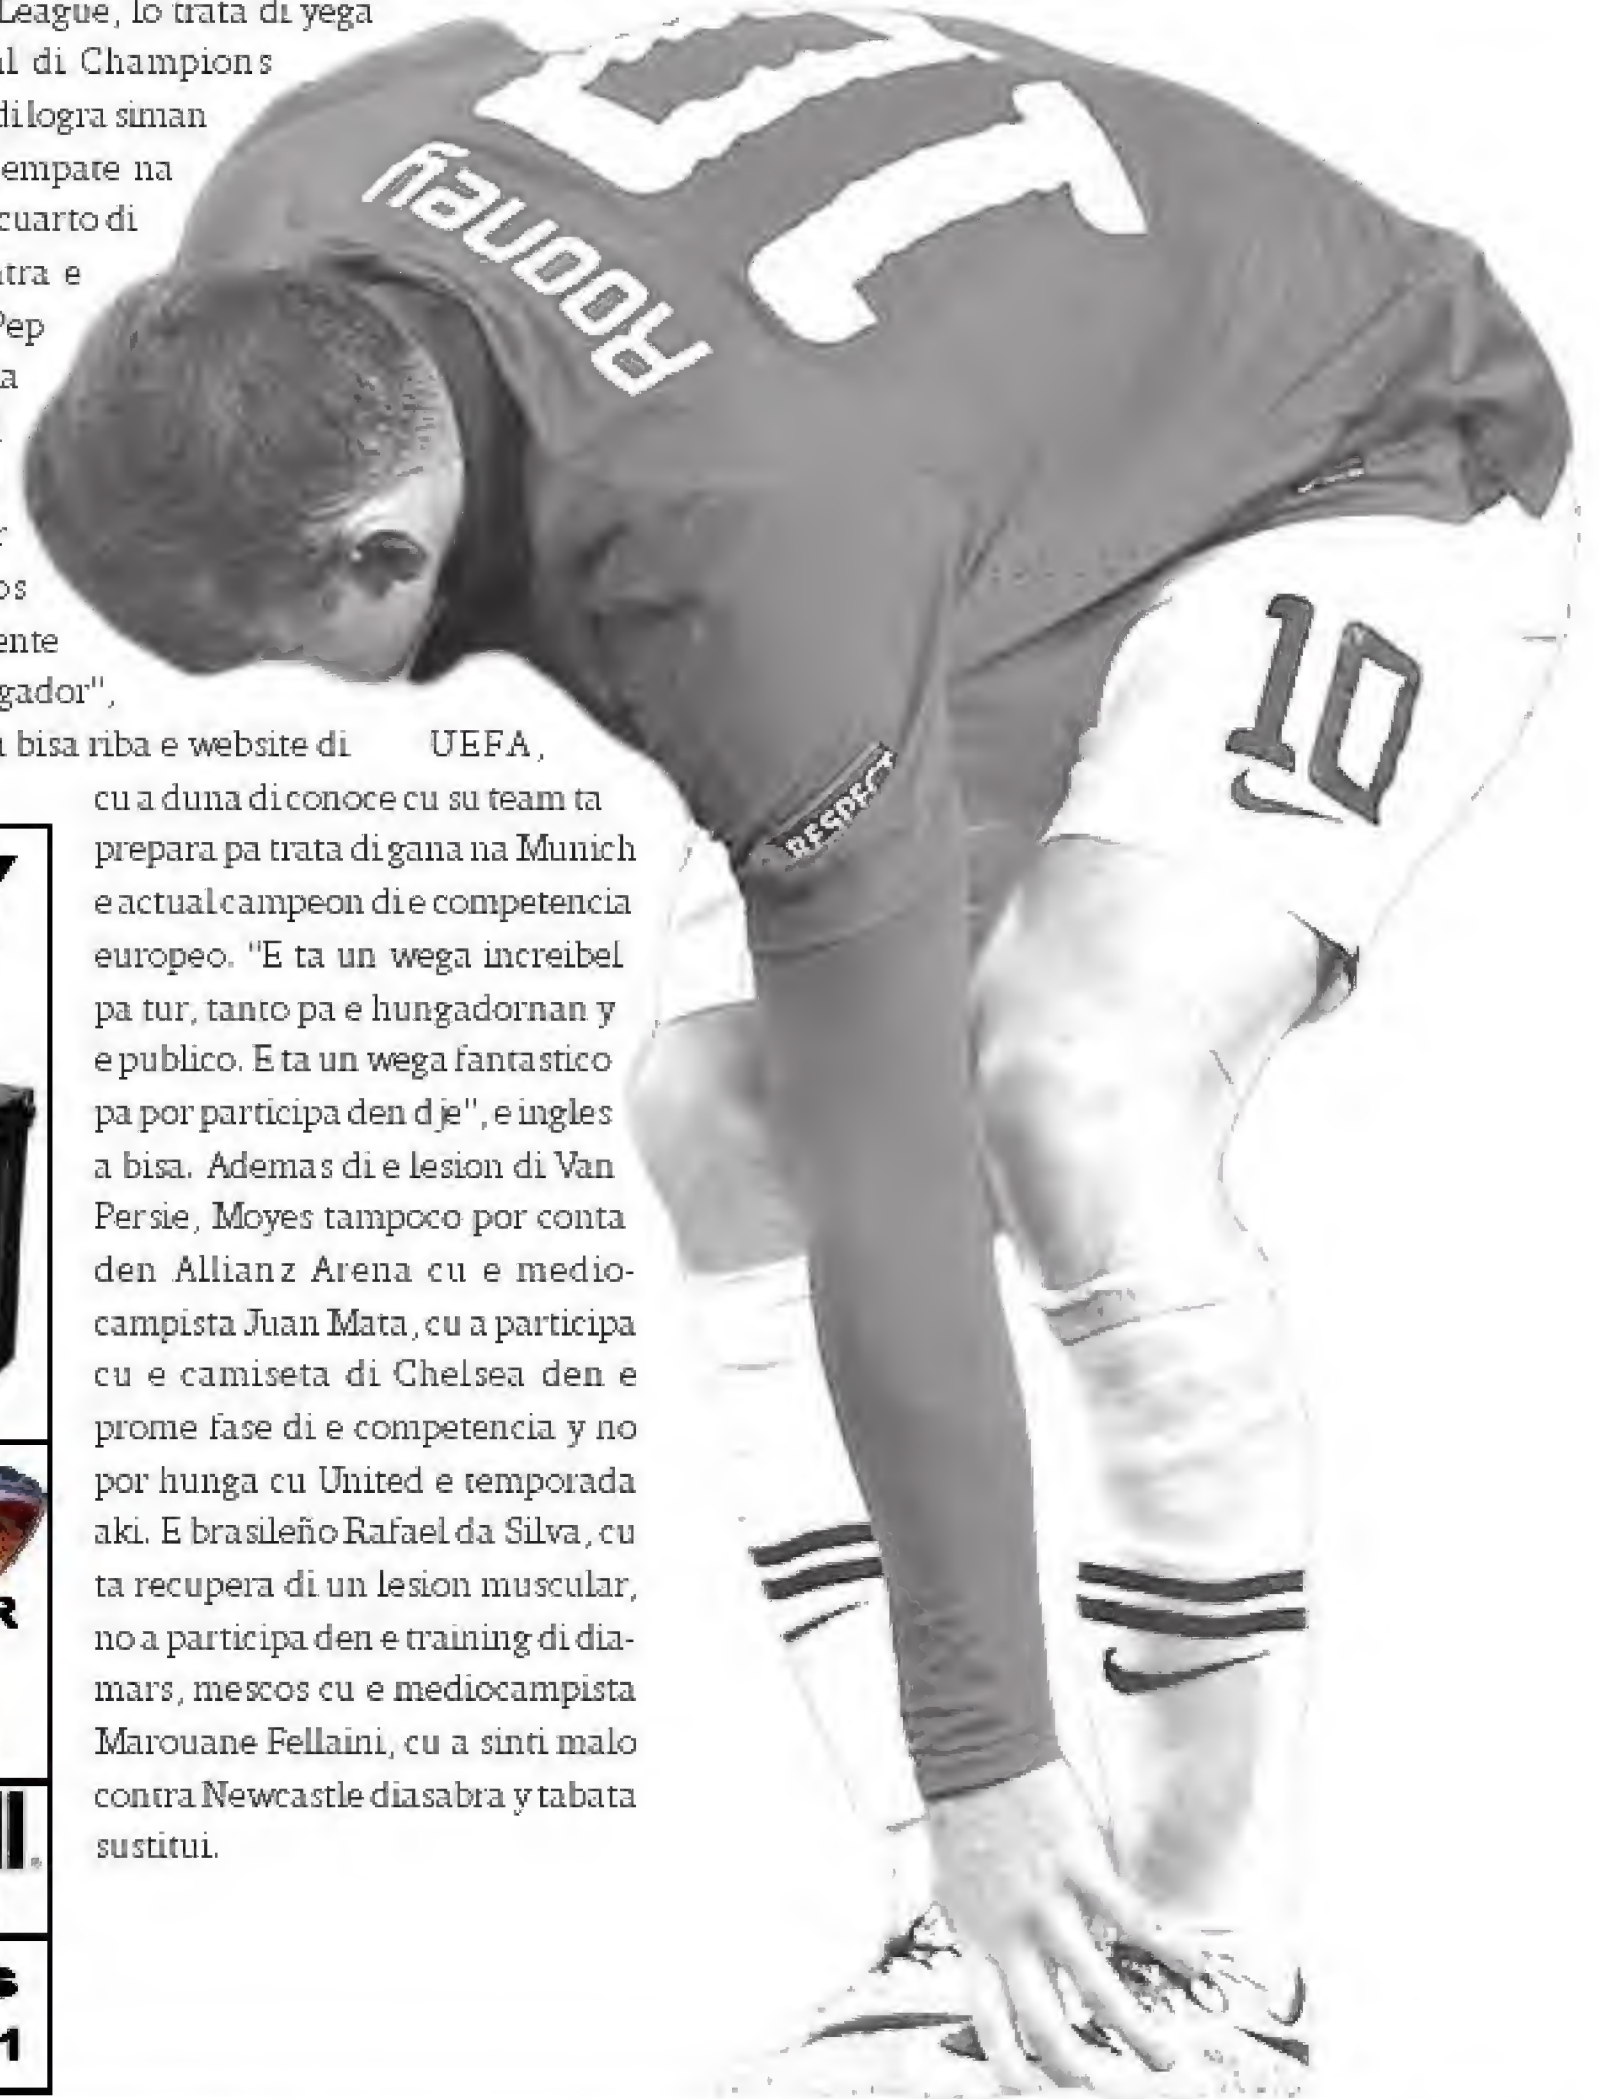 League, lo trata di yega
di Champions
di logra siman
empate na
cuarto di
e
Pep
",
bisa riba e website di UEFA,
cu a duna di conoce cu su team ta
prepara pa trata di gana na Munich
e actual campeon di e competencia
europeo. "E ta un wega increibel
pa tur, tanto pa e hungadornan y
e publico. E ta un wega fantastico
pa por participa den dje", e ingles
a bisa. Ademas di e lesion di Van
Persie, Moyes tampoco por conta
den Allianz Arena cu e medio-
campista Juan Mata, cu a participa
cu e camiseta di Chelsea den e
prome fase di e competencia y no
por hunga cu United e temporada
aki. E brasileño Rafael da Silva, cu
ta recupera di un lesion muscular,
no a participa den e training di dia-
mars, mescos cu e mediocampista
Marouane Fellaini, cu a sinti malo
contra Newcastle diasabra y tabata
sustitui.
Rooney
10
RESPECT
10